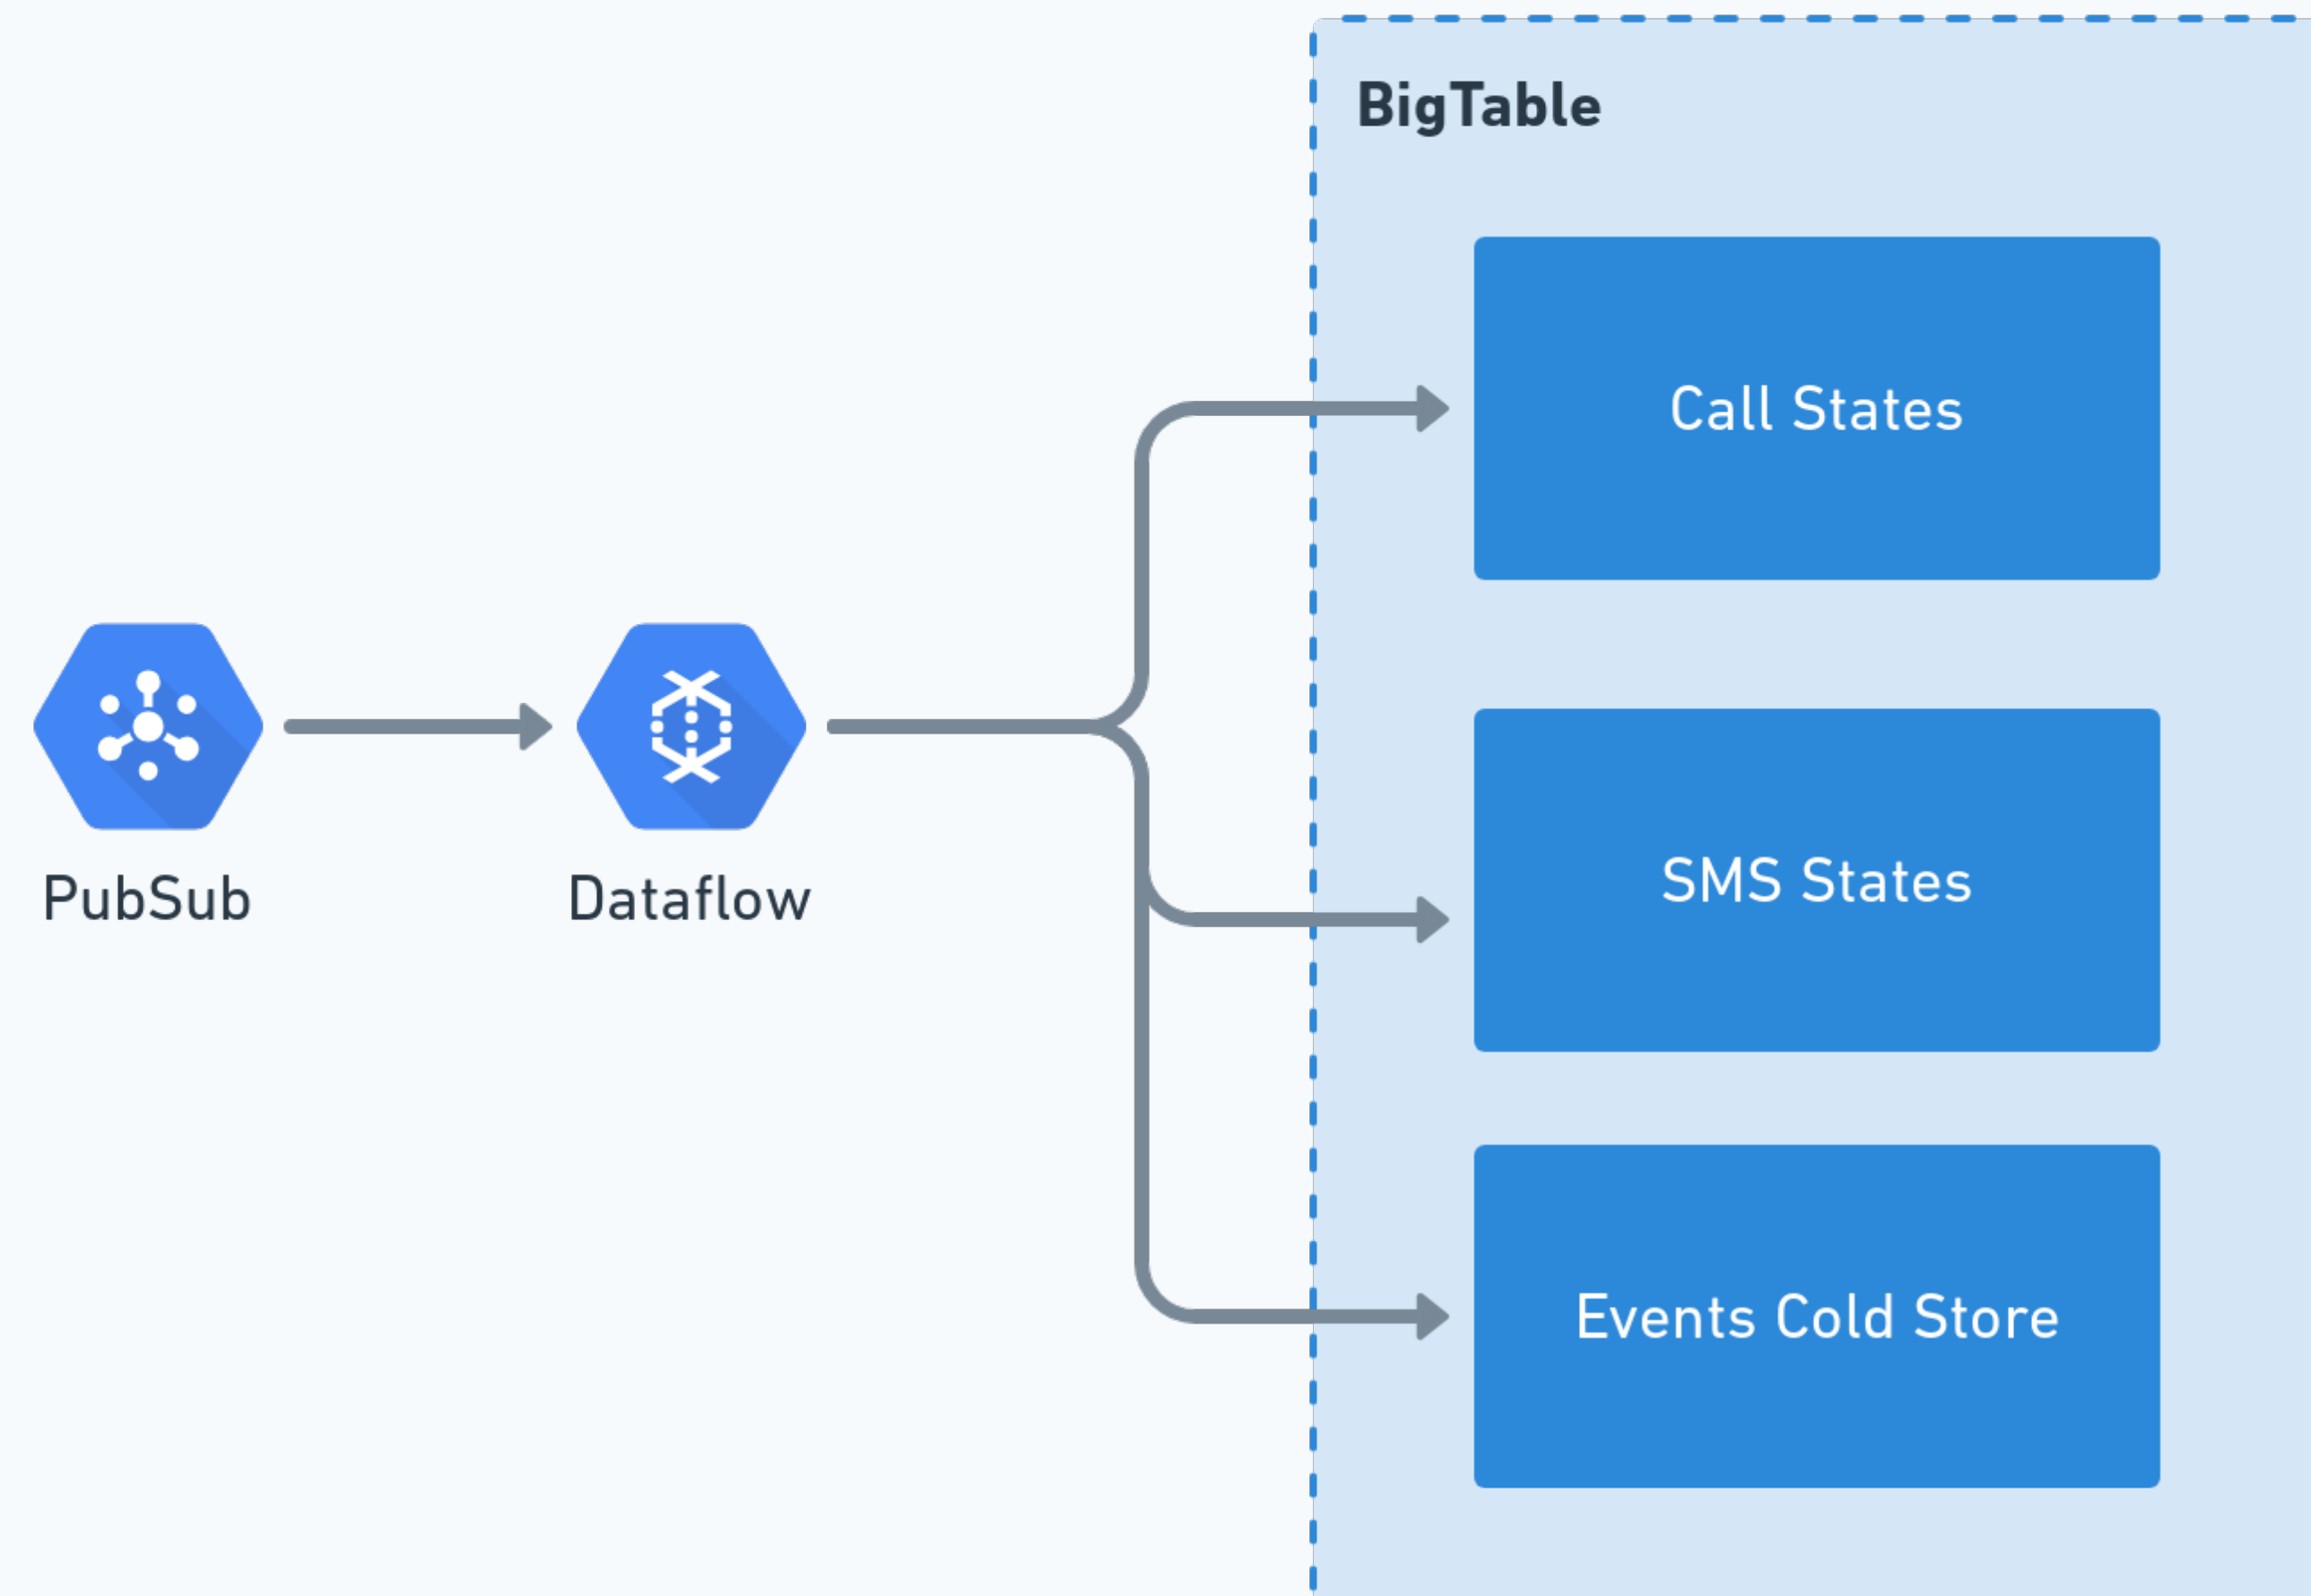 BigTable
Call States
PubSub
Dataflow
SMS States
Events Cold Store